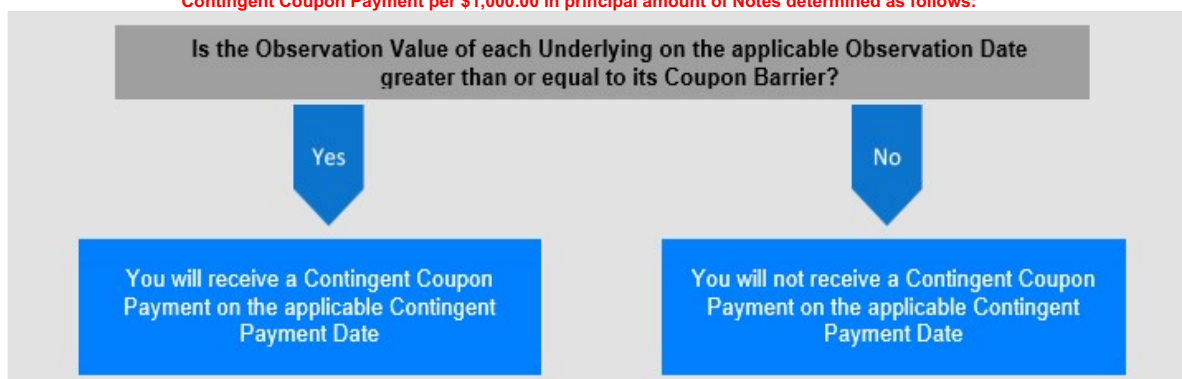 Contingent Coupon Payment per $1,000.00 in principal amount of Notes determined as follows:
Is the Observation Value of each Underlying on the applicable Observation Date
greater than or equal to its Coupon Barrier?
Yes
No
You will receive a Contingent Coupon
Payment on the applicable Contingent
Payment Date
You will not receive a Contingent Coupon
Payment on the applicable Contingent
Payment Date